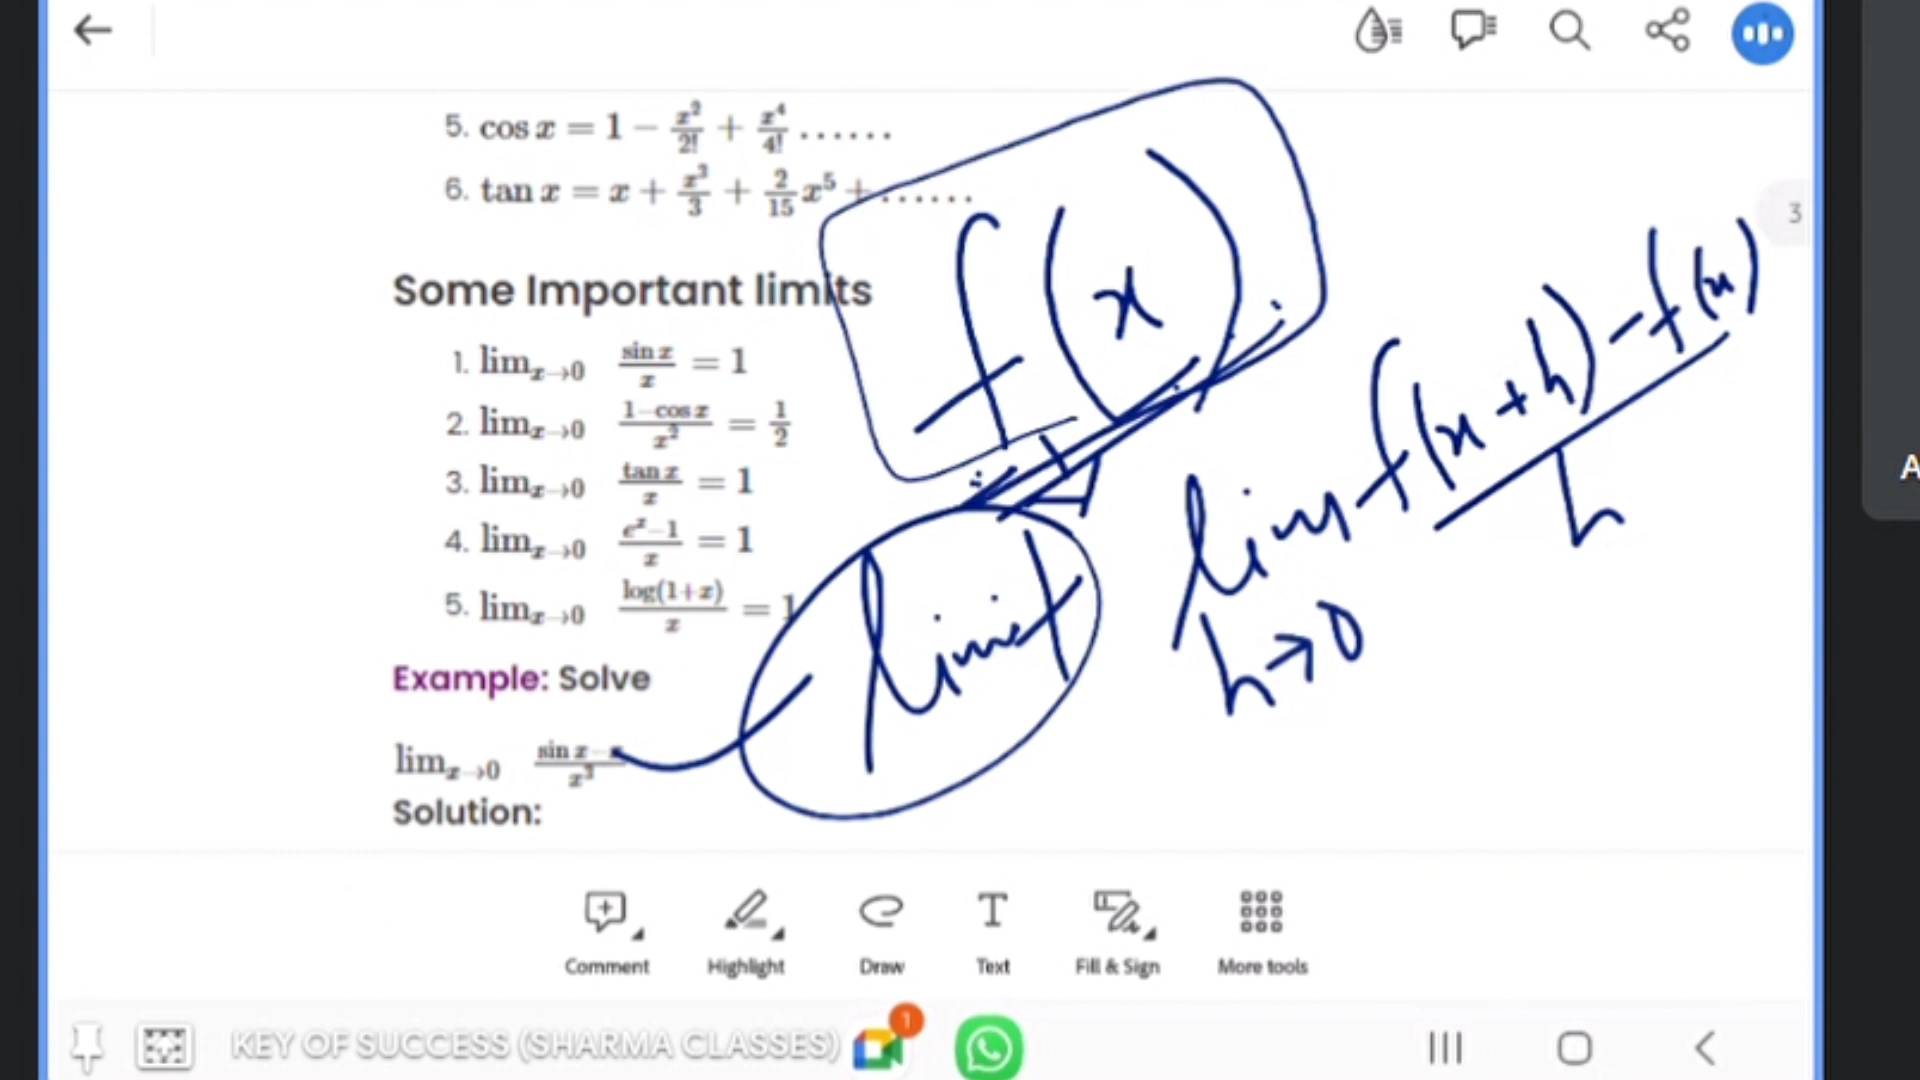 5. cos x = 1 − x²/2! + x⁴/4! ......
6. tan x = x + x³/3 + 2/15 x⁵ + ......
3
Some Important limits
1. lim x→0 sin x/x = 1
2. lim x→0 1−cos x/x² = 1/2
3. lim x→0 tan x/x = 1
4. lim x→0 eˣ−1/x = 1
5. lim x→0 log(1+x)/x = 1
f(x)
limit
lim h→0 f(x+h)−f(x)/h
Example: Solve
lim x→0 sin x−x/x³
Solution:
A
Comment
Highlight
T
Draw
Text
Fill & Sign
More tools
KEY OF SUCCESS (SHARMA CLASSES)
1